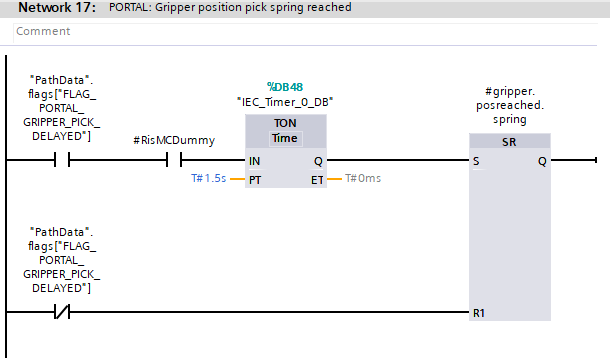 Network 17: PORTAL: Gripper position pick spring reached
Comment
"PathData".
flags["FLAG_
PORTAL_
GRIPPER_PICK_
DELAYED"]
#RisMCDummy
%DB48
"IEC_Timer_0_DB"
TON
Time
IN Q
T#1.5s PT ET T#0ms
#gripper.
posreached.
spring
SR
S Q
R1
"PathData".
flags["FLAG_
PORTAL_
GRIPPER_PICK_
DELAYED"]